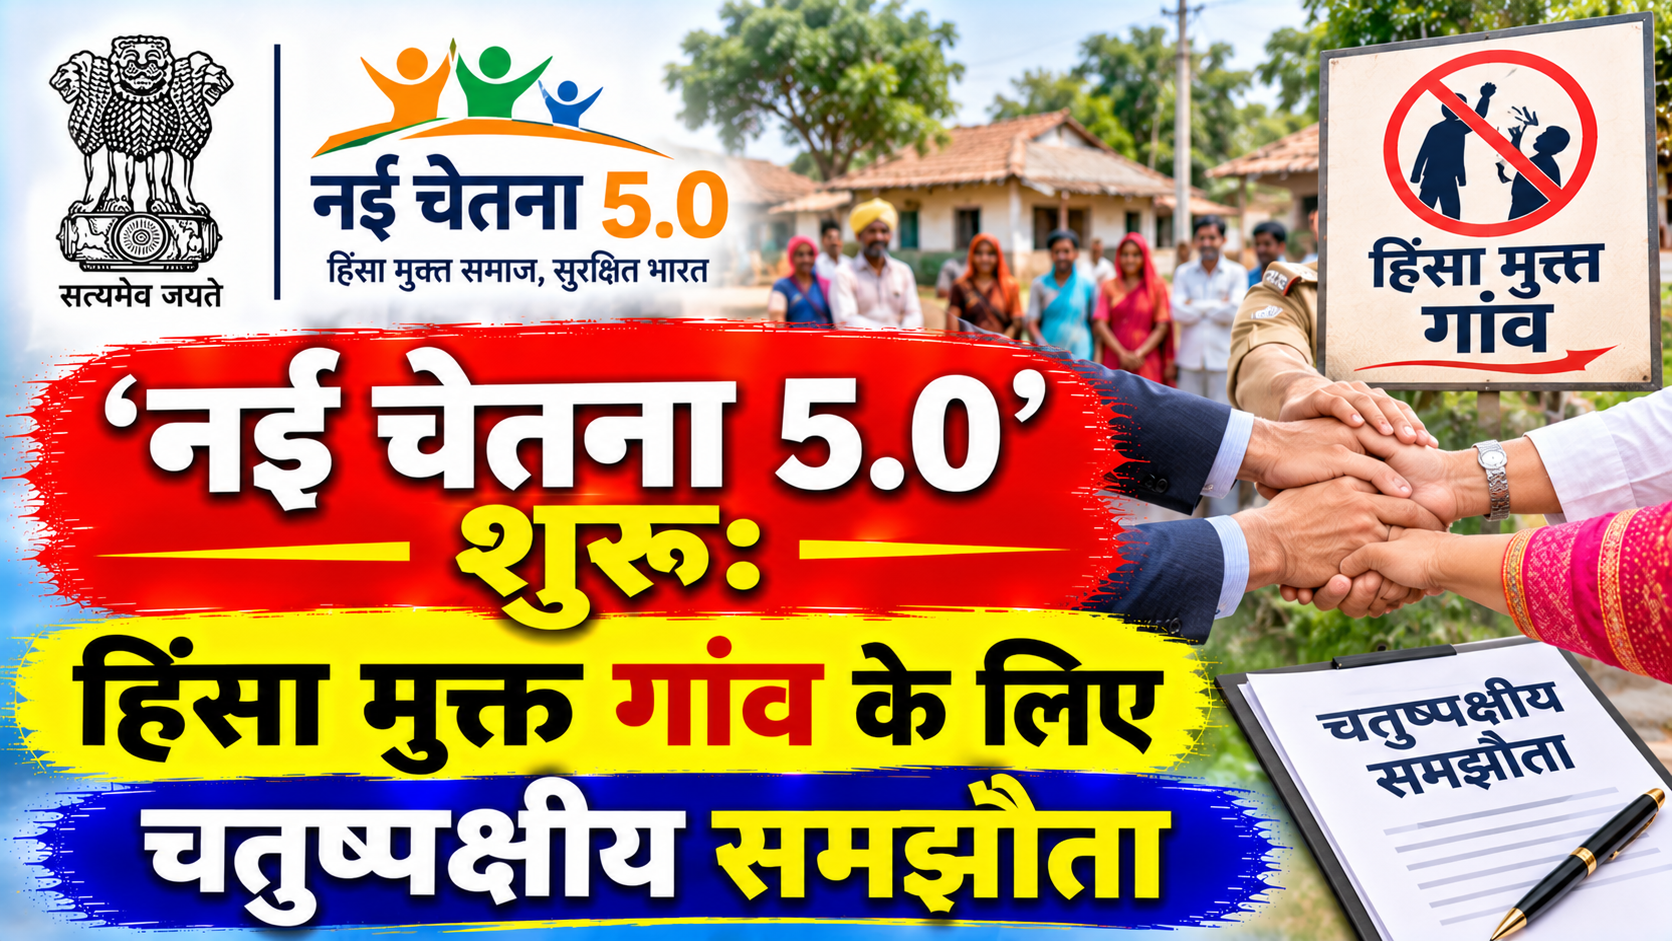 सत्यमेव जयते
नई चेतना 5.0
हिंसा मुक्त समाज, सुरक्षित भारत
हिंसा मुक्त
गांव
‘नई चेतना 5.0’
शुरू:
हिंसा मुक्त गांव के लिए
चतुष्पक्षीय समझौता
चतुष्पक्षीय
समझौता